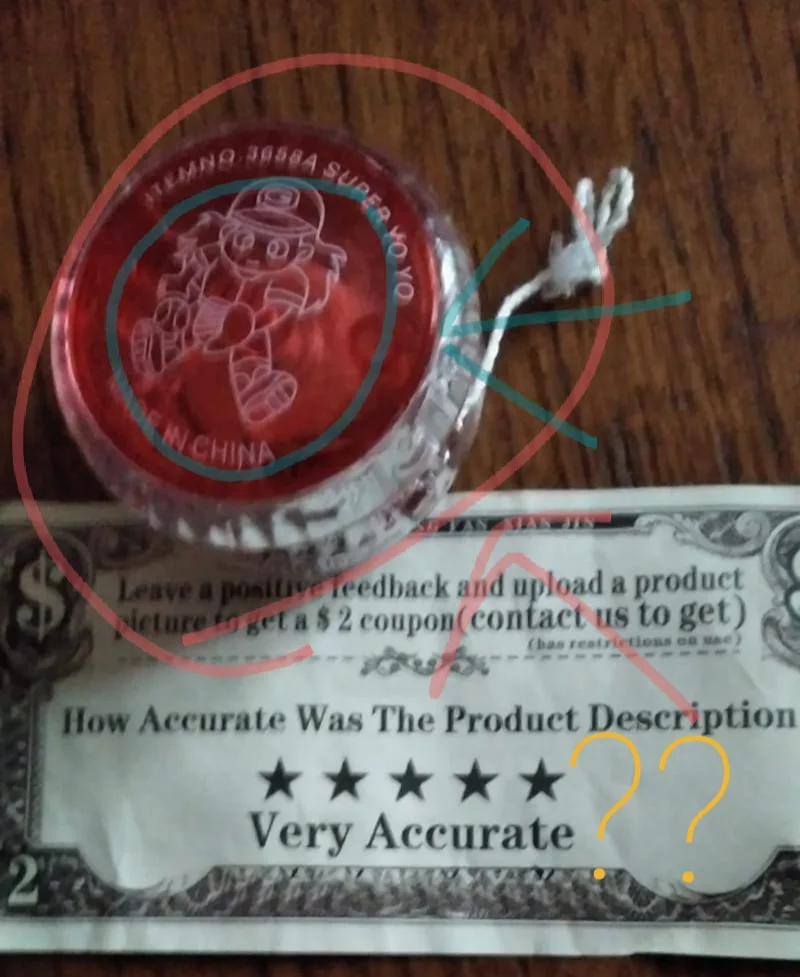 ITEMNO.3658A SUPER YO YO
MADE IN CHINA
$
Leave a positive feedback and upload a product
picture to get a $ 2 coupon(contact us to get)
(has restrictions on use)
How Accurate Was The Product Description
★★★★★ ??
Very Accurate
2